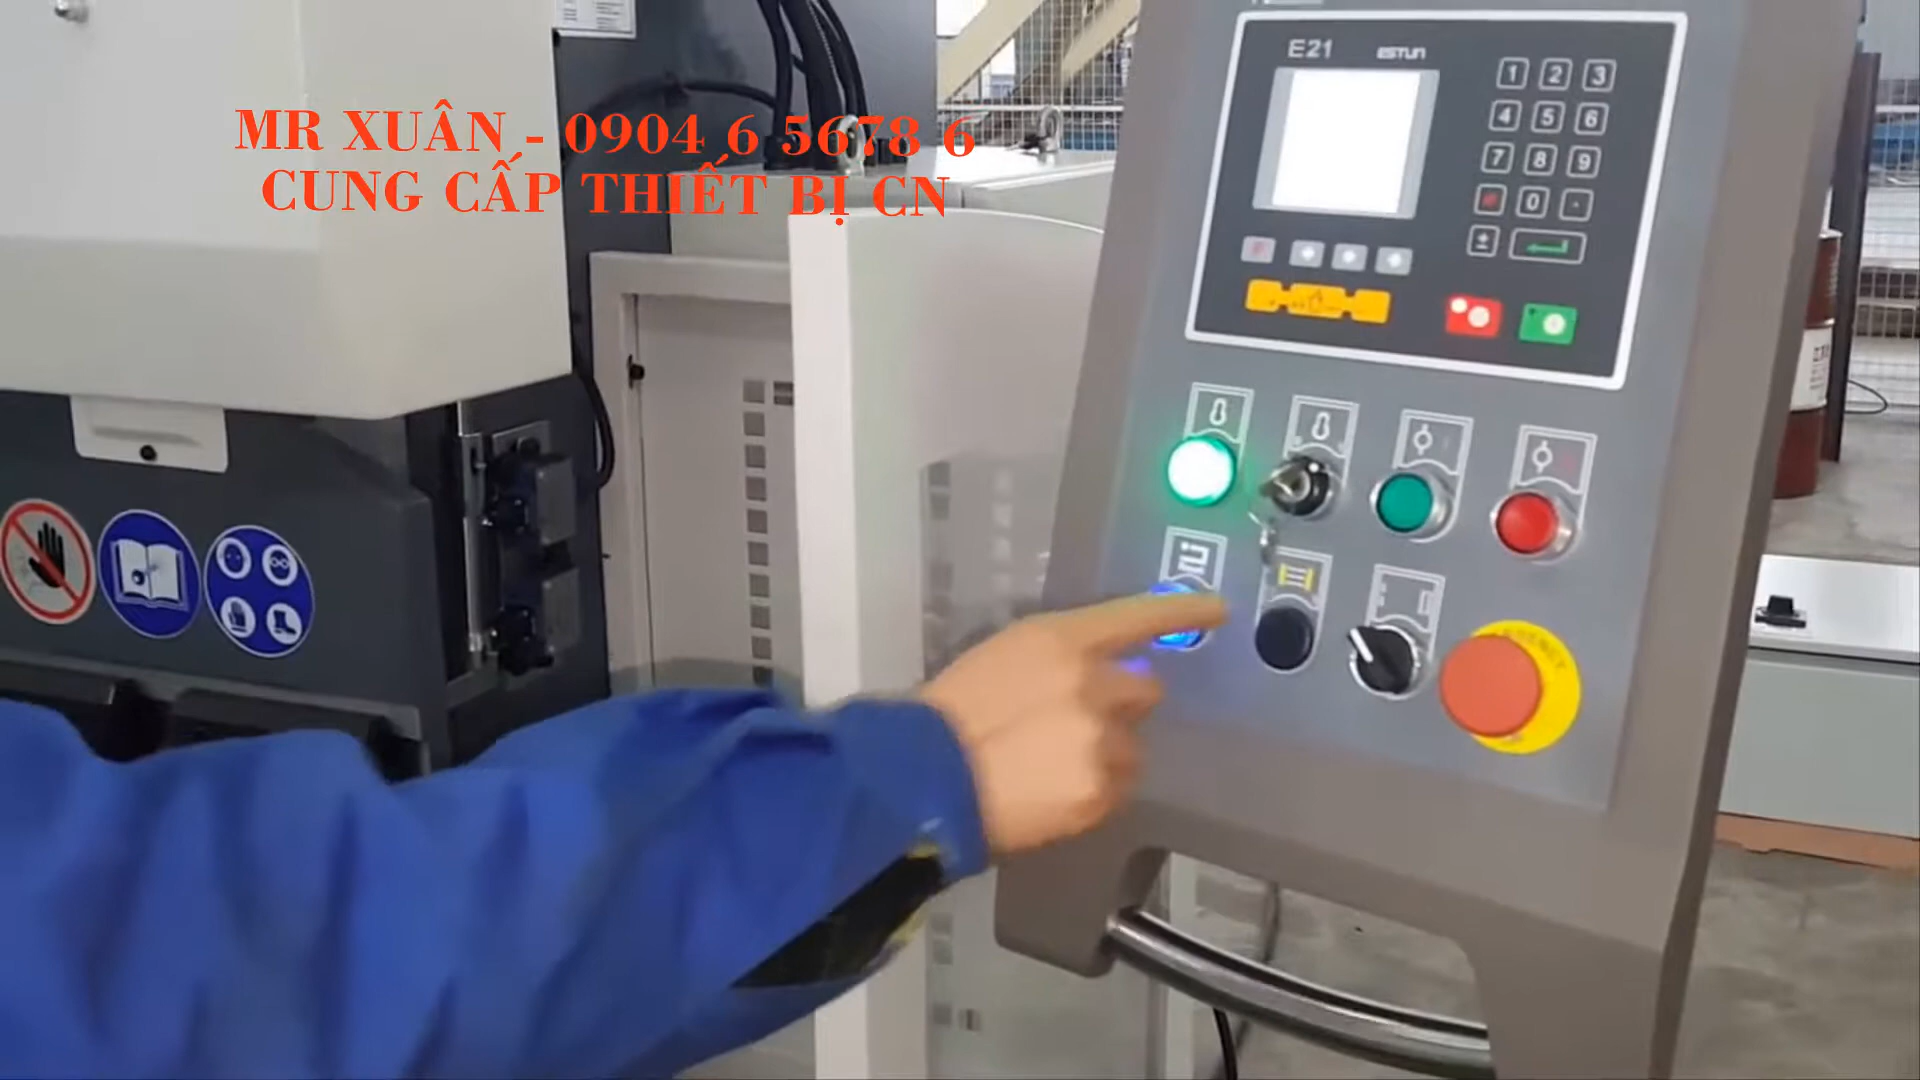 MR XUÂN - 0904 6 5678 6
CUNG CẤP THIẾT BỊ CN
E21 ESTUN
1 2 3
4 5 6
7 8 9
0
±